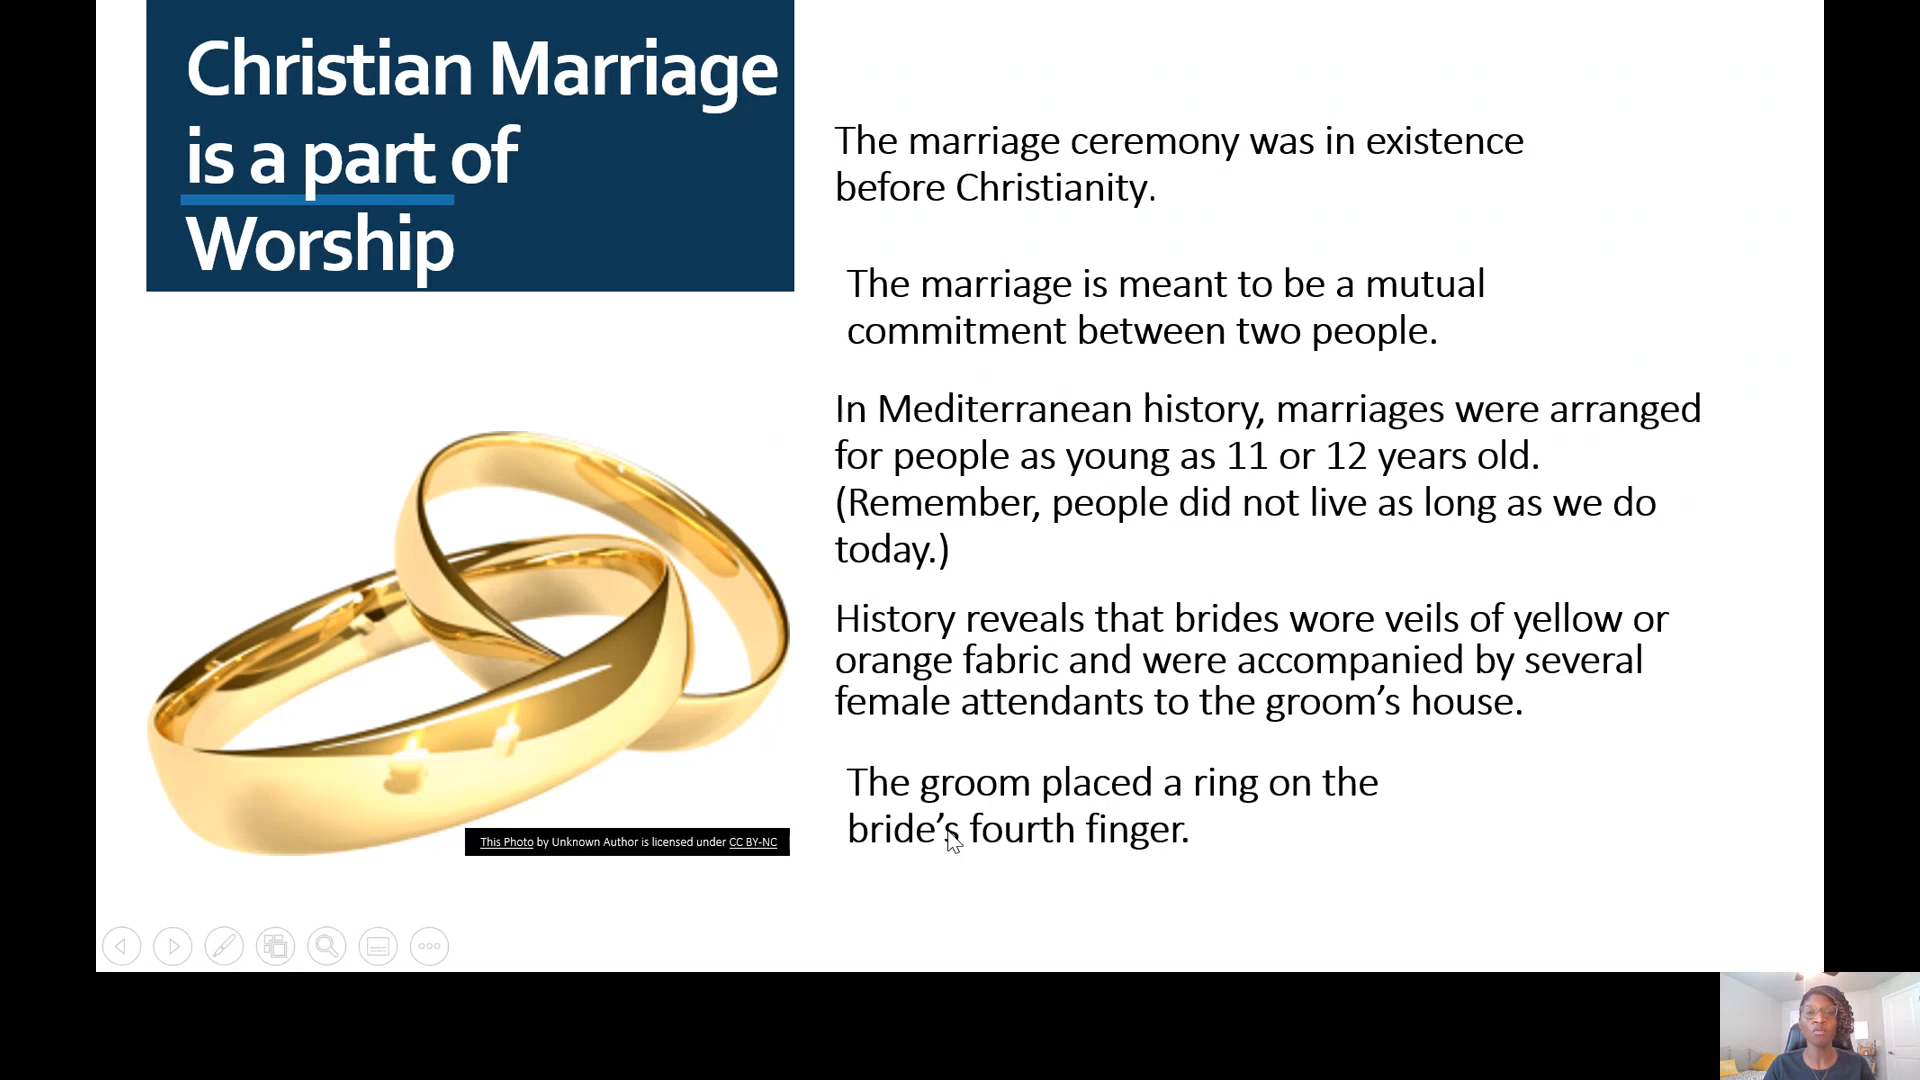 Christian Marriage
is a part of
Worship
The marriage ceremony was in existence
before Christianity.
The marriage is meant to be a mutual
commitment between two people.
In Mediterranean history, marriages were arranged
for people as young as 11 or 12 years old.
(Remember, people did not live as long as we do
today.)
History reveals that brides wore veils of yellow or
orange fabric and were accompanied by several
female attendants to the groom’s house.
The groom placed a ring on the
bride’s fourth finger.
This Photo by Unknown Author is licensed under CC BY-NC